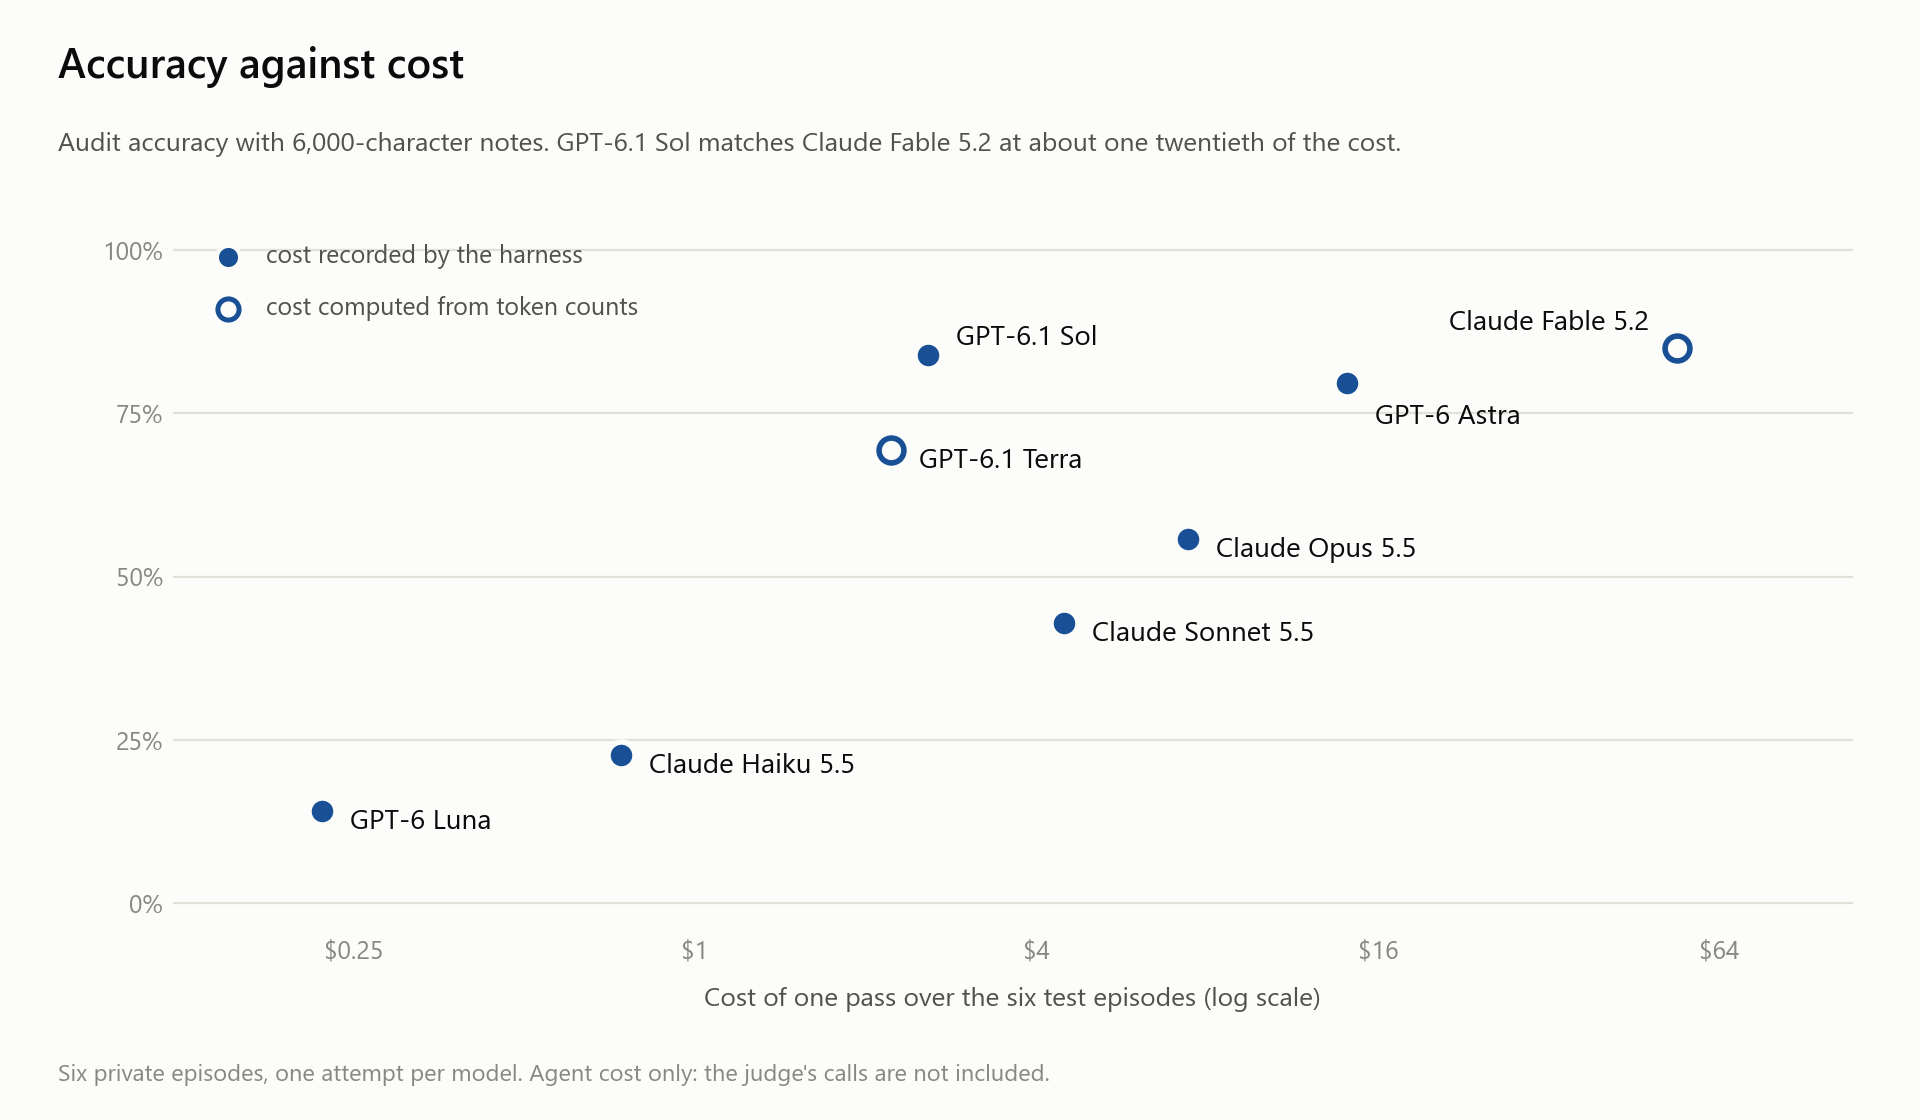 Accuracy against cost
Audit accuracy with 6,000-character notes. GPT-6.1 Sol matches Claude Fable 5.2 at about one twentieth of the cost.
100%
cost recorded by the harness
cost computed from token counts
Claude Fable 5.2
GPT-6.1 Sol
75%
GPT-6 Astra
GPT-6.1 Terra
Claude Opus 5.5
50%
Claude Sonnet 5.5
25%
Claude Haiku 5.5
GPT-6 Luna
0%
$0.25
$1
$4
$16
$64
Cost of one pass over the six test episodes (log scale)
Six private episodes, one attempt per model. Agent cost only: the judge's calls are not included.